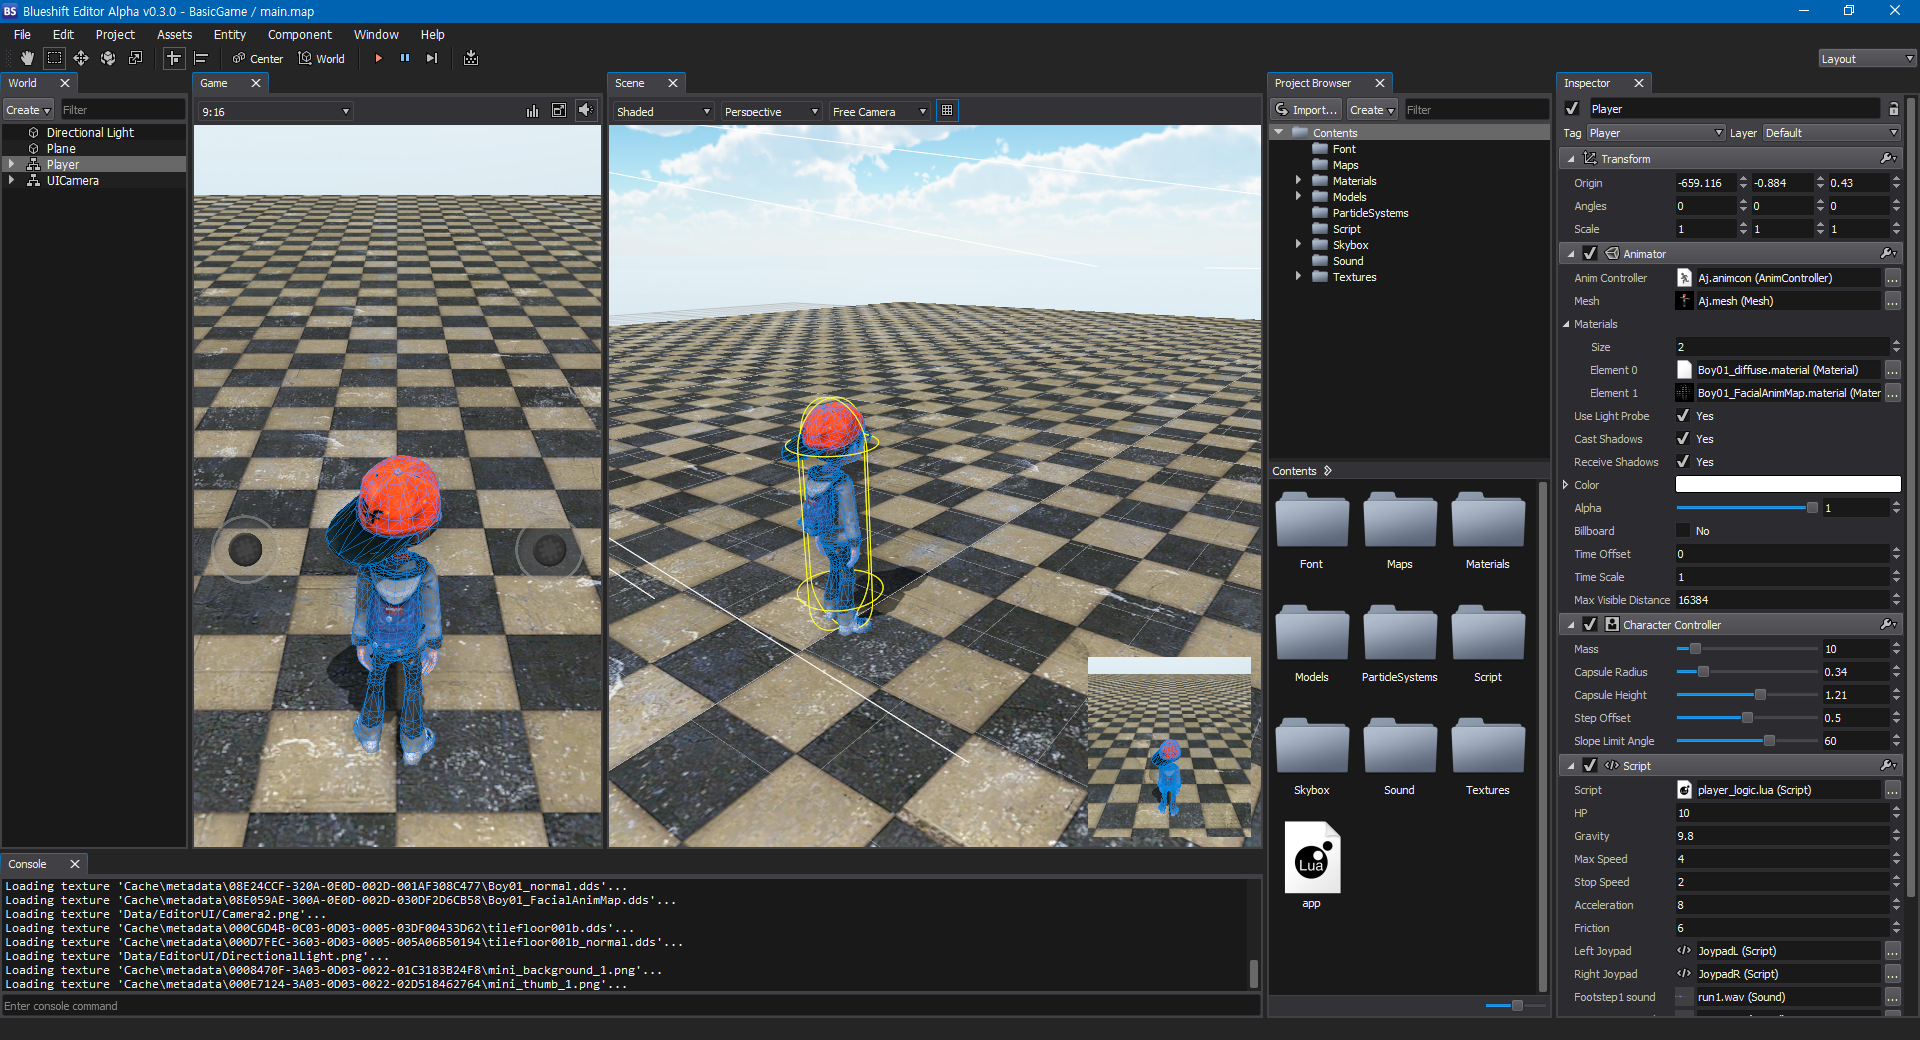 BS Blueshift Editor Alpha v0.3.0 - BasicGame / main.map
File Edit Project Assets Entity Component Window Help
Center World
Layout
World
Create Filter
Directional Light
Plane
Player
UICamera
Game
9:16
Scene
Shaded Perspective Free Camera
Project Browser
Import... Create Filter
Contents
Font
Maps
Materials
Models
ParticleSystems
Script
Skybox
Sound
Textures
Contents
Font Maps Materials
Models ParticleSystems Script
Skybox Sound Textures
Lua
app
Inspector
Player
Tag Player Layer Default
Transform
Origin -659.116 -0.884 0.43
Angles 0 0 0
Scale 1 1 1
Animator
Anim Controller Aj.animcon (AnimController) ...
Mesh Aj.mesh (Mesh) ...
Materials
Size 2
Element 0 Boy01_diffuse.material (Material) ...
Element 1 Boy01_FacialAnimMap.material (Mater ...
Use Light Probe Yes
Cast Shadows Yes
Receive Shadows Yes
Color
Alpha 1
Billboard No
Time Offset 0
Time Scale 1
Max Visible Distance 16384
Character Controller
Mass 10
Capsule Radius 0.34
Capsule Height 1.21
Step Offset 0.5
Slope Limit Angle 60
Script
Script player_logic.lua (Script) ...
HP 10
Gravity 9.8
Max Speed 4
Stop Speed 2
Acceleration 8
Friction 6
Left Joypad JoypadL (Script) ...
Right Joypad JoypadR (Script) ...
Footstep1 sound run1.wav (Sound) ...
Console
Loading texture 'Cache\metadata\08E24CCF-320A-0E0D-002D-001AF308C477\Boy01_normal.dds'...
Loading texture 'Cache\metadata\08E059AE-300A-0E0D-002D-030DF2D6CB58\Boy01_FacialAnimMap.dds'...
Loading texture 'Data/EditorUI/Camera2.png'...
Loading texture 'Cache\metadata\000C6D4B-0C03-0D03-0005-03DF00433D62\tilefloor001b.dds'...
Loading texture 'Cache\metadata\000D7FEC-3603-0D03-0005-005A06B50194\tilefloor001b_normal.dds'...
Loading texture 'Data/EditorUI/DirectionalLight.png'...
Loading texture 'Cache\metadata\0008470F-3A03-0D03-0022-01C3183B24F8\mini_background_1.png'...
Loading texture 'Cache\metadata\000E7124-3A03-0D03-0022-02D518462764\mini_thumb_1.png'...
Enter console command